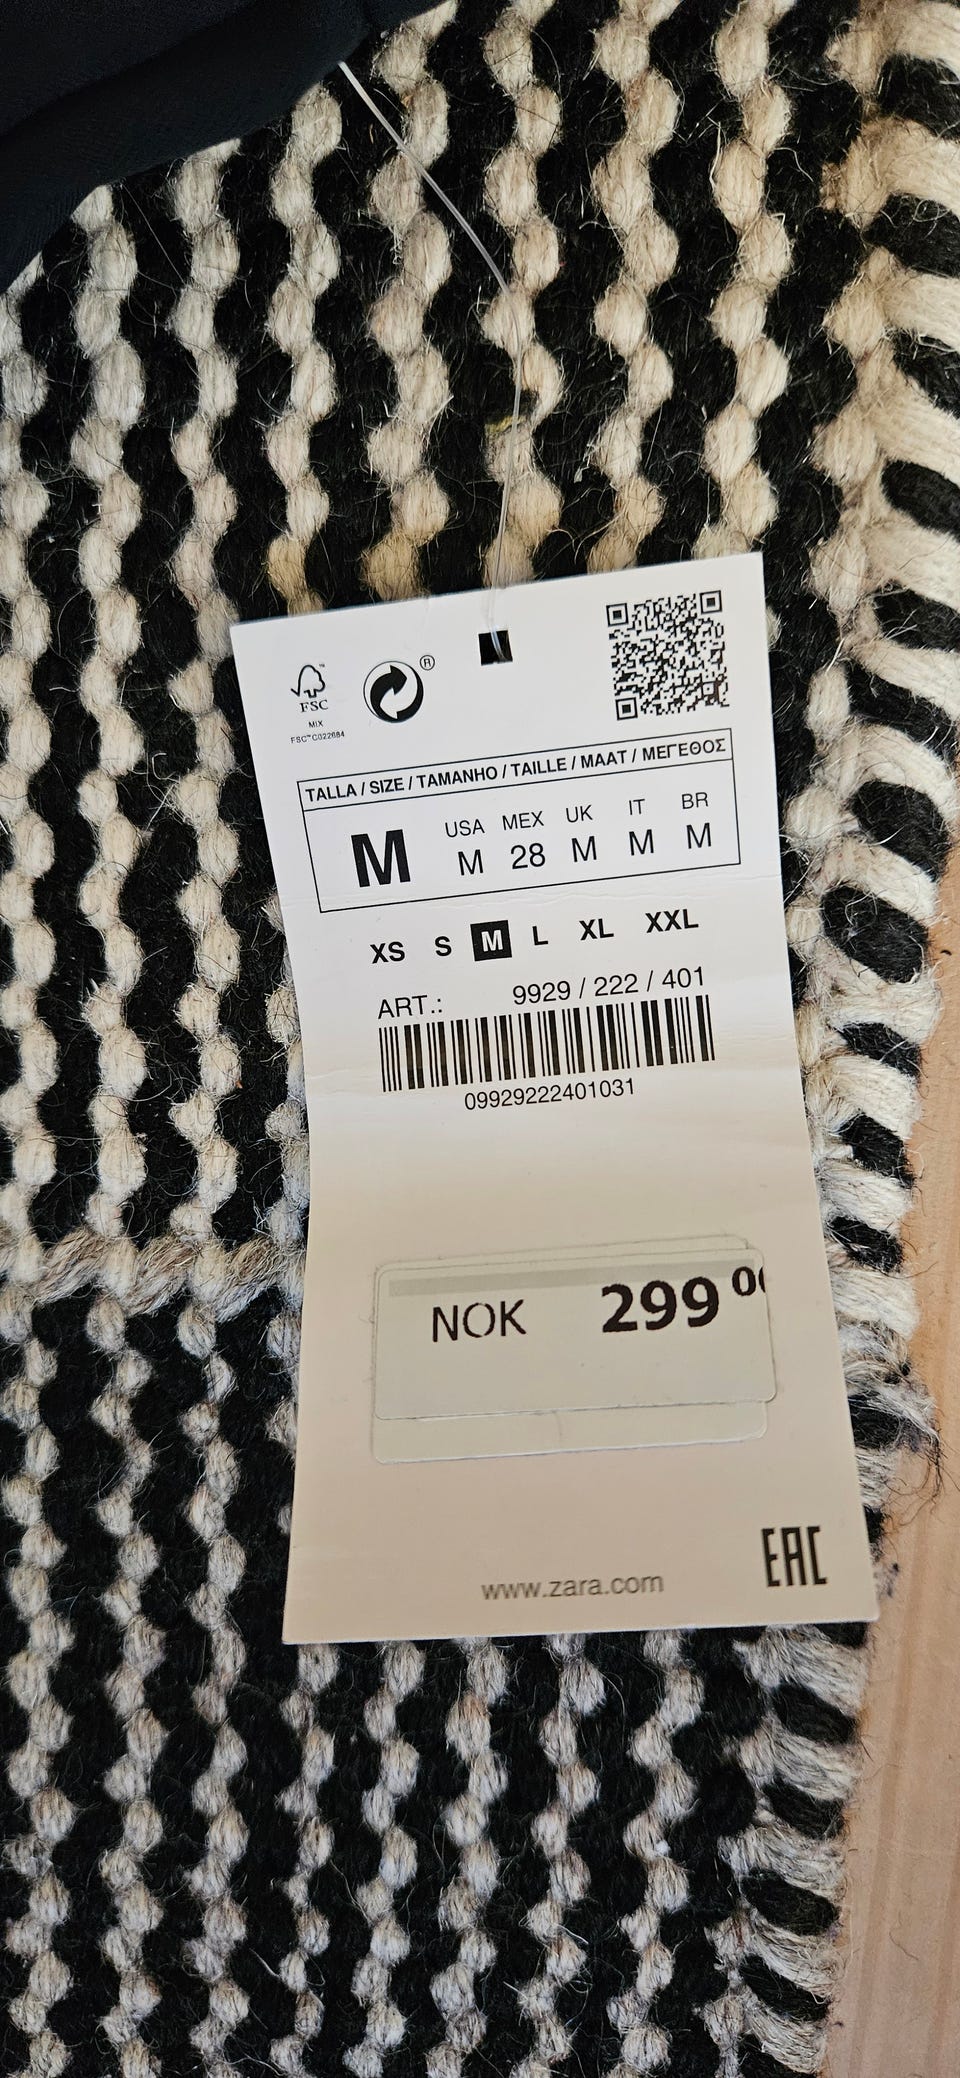 FSC
MIX
FSC™ C022684
®
TALLA / SIZE / TAMANHO / TAILLE / MAAT / ΜΕΓΕΘΟΣ
M
USA MEX UK IT BR
M 28 M M M
XS S M L XL XXL
ART.: 9929 / 222 / 401
09929222401031
NOK 299 00
www.zara.com
EAC